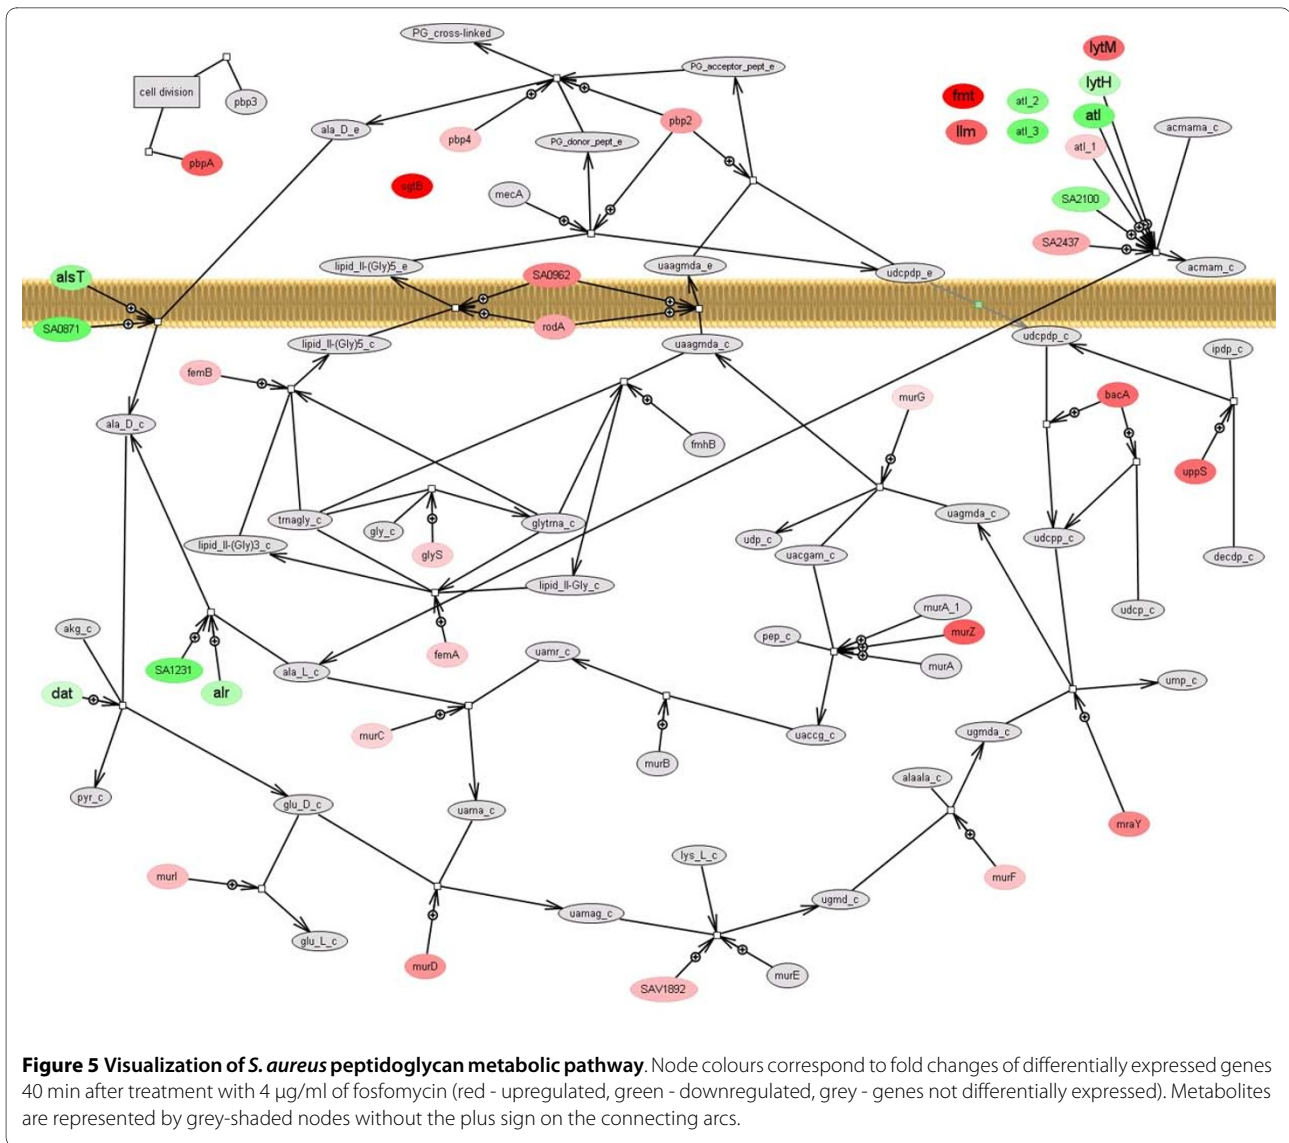 PG_cross-linked
PG_acceptor_pept_e
lytM
lytH
cell division
pbp3
fmt
atl_2
atl
acmama_c
ala_D_e
pbp4
pbp2
llm
atl_3
atl_1
PG_donor_pept_e
pbpA
sgtB
mecA
SA2100
SA2437
lipid_II-(Gly)5_e
SA0962
uaagmda_e
udcpdp_e
acmam_c
alsT
SA0871
rodA
lipid_II-(Gly)5_c
uaagmda_c
udcpdp_c
ipdp_c
femB
murG
bacA
ala_D_c
fmhB
uppS
trnagly_c
gly_c
glytrna_c
uagmda_c
lipid_II-(Gly)3_c
glyS
udp_c
uacgam_c
udcpp_c
decdp_c
lipid_II-Gly_c
murA_1
udcp_c
akg_c
pep_c
murZ
femA
uamr_c
murA
SA1231
ala_L_c
ump_c
dat
alr
murC
uaccg_c
ugmda_c
murB
alaala_c
pyr_c
glu_D_c
uama_c
mraY
lys_L_c
murI
murF
ugmd_c
uamag_c
glu_L_c
murD
murE
SAV1892
Figure 5 Visualization of S. aureus peptidoglycan metabolic pathway. Node colours correspond to fold changes of differentially expressed genes
40 min after treatment with 4 μg/ml of fosfomycin (red - upregulated, green - downregulated, grey - genes not differentially expressed). Metabolites
are represented by grey-shaded nodes without the plus sign on the connecting arcs.